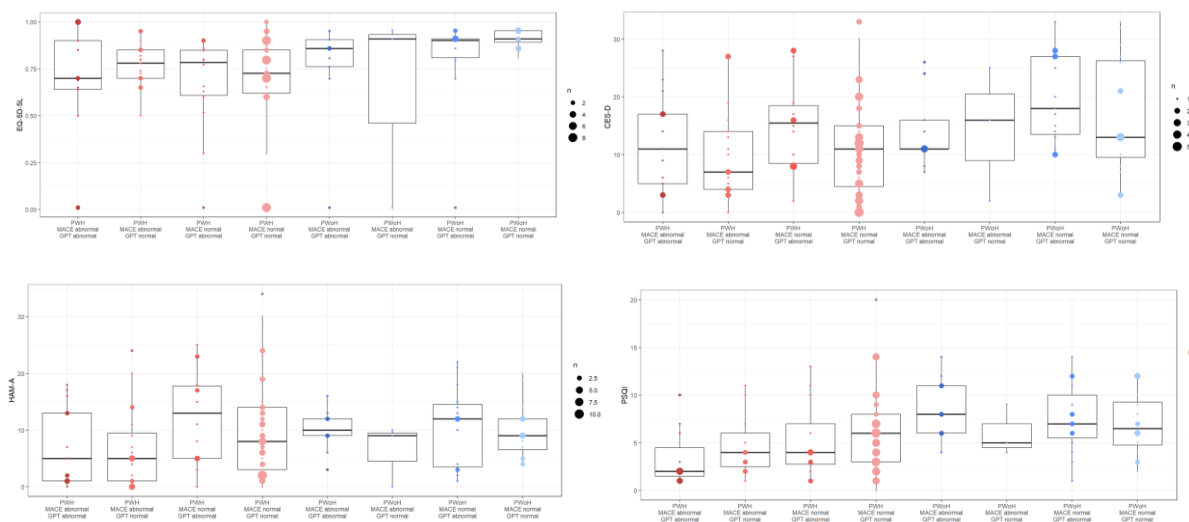 EQ-5D-5L
1.00
0.75
0.50
0.25
0.00
PWH PWH PWH PWH PWoH PWoH PWoH PWoH
MACE abnormal MACE abnormal MACE normal MACE normal MACE abnormal MACE abnormal MACE normal MACE normal
GPT abnormal GPT normal GPT abnormal GPT normal GPT abnormal GPT normal GPT abnormal GPT normal
n
2
4
6
8
CES-D
30
20
10
0
PWH PWH PWH PWH PWoH PWoH PWoH PWoH
MACE abnormal MACE abnormal MACE normal MACE normal MACE abnormal MACE abnormal MACE normal MACE normal
GPT abnormal GPT normal GPT abnormal GPT normal GPT abnormal GPT normal GPT abnormal GPT normal
n
1
2
3
4
HAM-A
30
20
10
0
PWH PWH PWH PWH PWoH PWoH PWoH PWoH
MACE abnormal MACE abnormal MACE normal MACE normal MACE abnormal MACE abnormal MACE normal MACE normal
GPT abnormal GPT normal GPT abnormal GPT normal GPT abnormal GPT normal GPT abnormal GPT normal
n
2.5
5.0
7.5
10.0
PSQI
20
15
10
5
0
PWH PWH PWH PWH PWoH PWoH PWoH PWoH
MACE abnormal MACE abnormal MACE normal MACE normal MACE abnormal MACE abnormal MACE normal MACE normal
GPT abnormal GPT normal GPT abnormal GPT normal GPT abnormal GPT normal GPT abnormal GPT normal